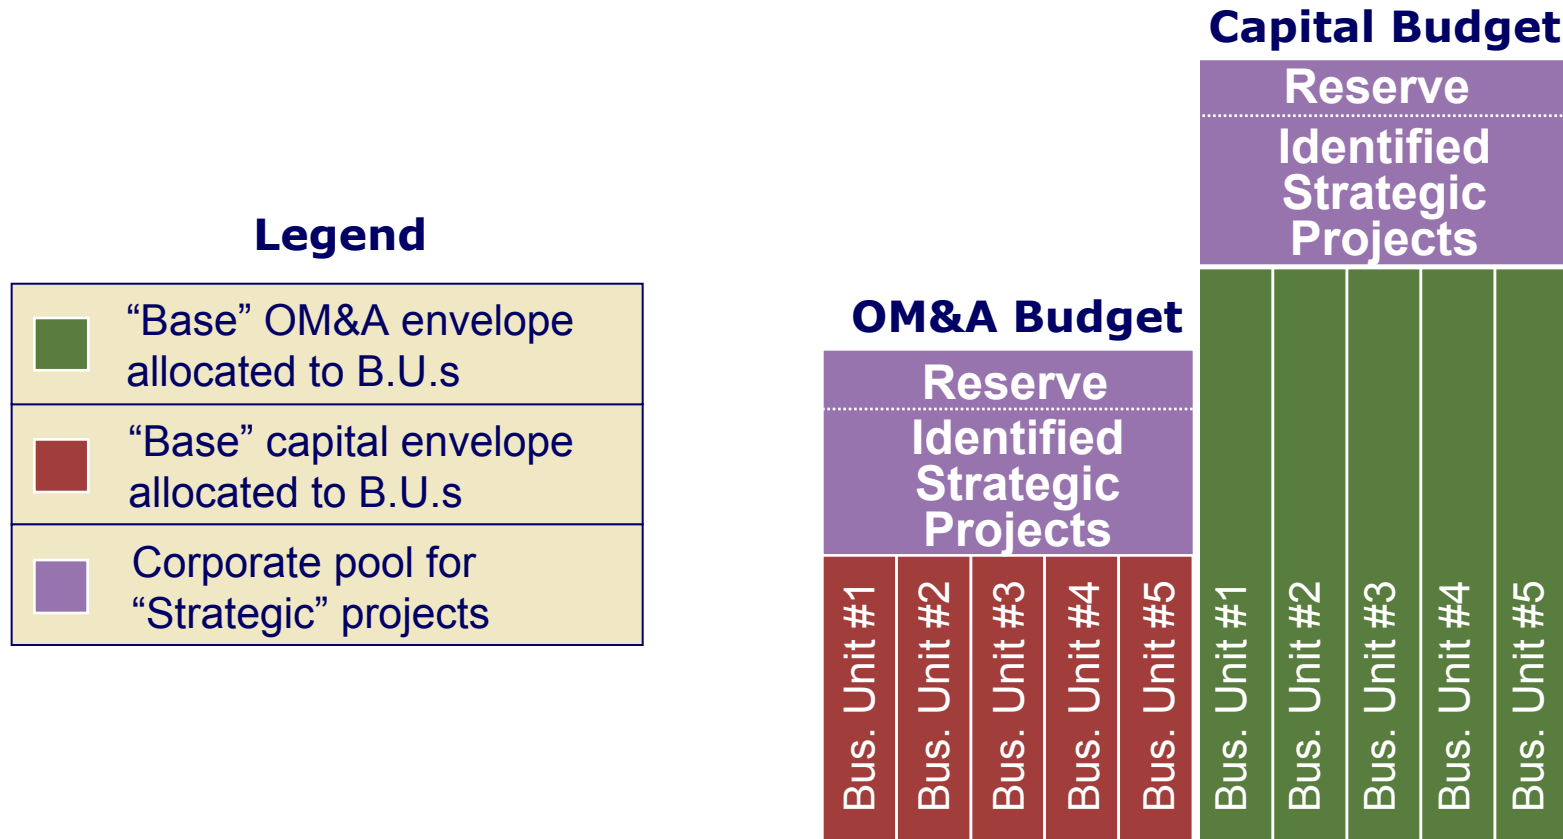 Capital Budget
Reserve
Identified
Strategic
Projects
Legend
“Base” OM&A envelope
allocated to B.U.s
“Base” capital envelope
allocated to B.U.s
Corporate pool for
“Strategic” projects
OM&A Budget
Reserve
Identified
Strategic
Projects
Bus. Unit #1
Bus. Unit #2
Bus. Unit #3
Bus. Unit #4
Bus. Unit #5
Bus. Unit #1
Bus. Unit #2
Bus. Unit #3
Bus. Unit #4
Bus. Unit #5